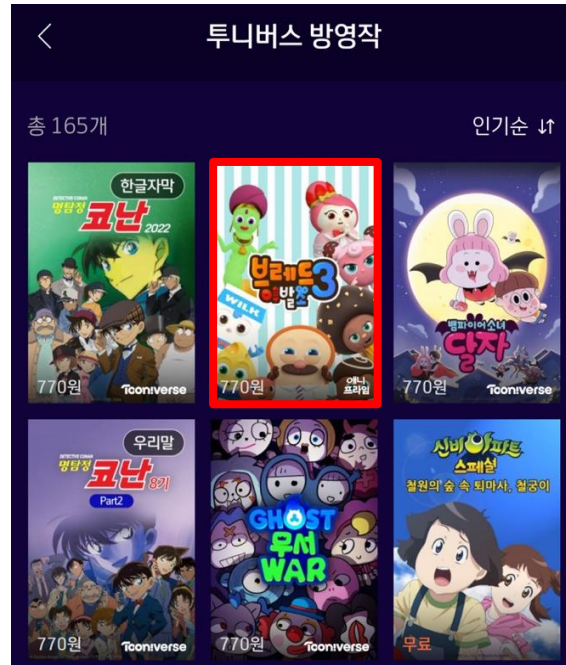 투니버스 방영작
총 165개
인기순
한글자막
DETECTIVE CONAN
명탐정
코난
2022
770원
Tooniverse
브레드
이발소
3
WILK
770원
애니
프라임
뱀파이어소녀
달자
770원
Tooniverse
우리말
DETECTIVE CONAN
명탐정
코난
8기
Part2
770원
Tooniverse
GHOST
무서
WAR
770원
Tooniverse
신비아파트
스페셜
철원의 숲 속 퇴마사, 철궁이
무료